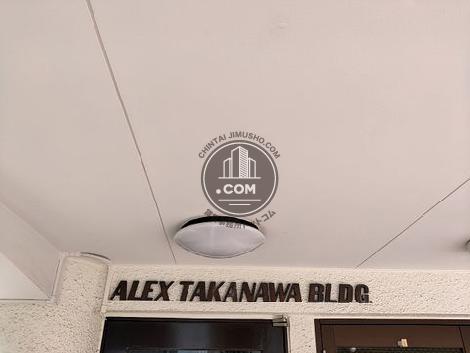 CHINTAI JIMUSHO.COM
.COM
ALEX TAKANAWA BLDG.